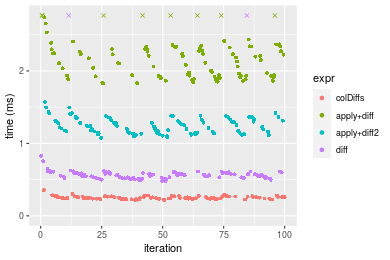 time (ms)
2
1
0
0
25
50
75
100
iteration
expr
colDiffs
apply+diff
apply+diff2
diff